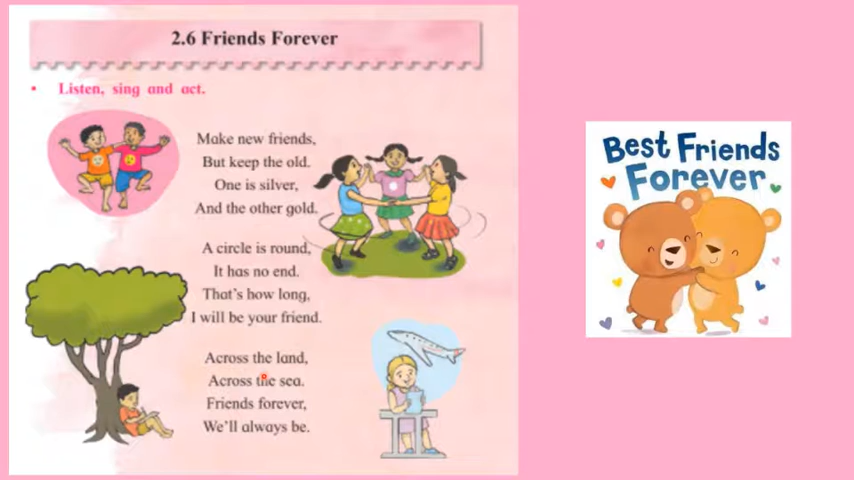 2.6 Friends Forever
• Listen, sing and act.
Make new friends,
But keep the old.
One is silver,
And the other gold.
A circle is round,
It has no end.
That's how long,
I will be your friend.
Across the land,
Across the sea.
Friends forever,
We'll always be.
Best Friends
Forever